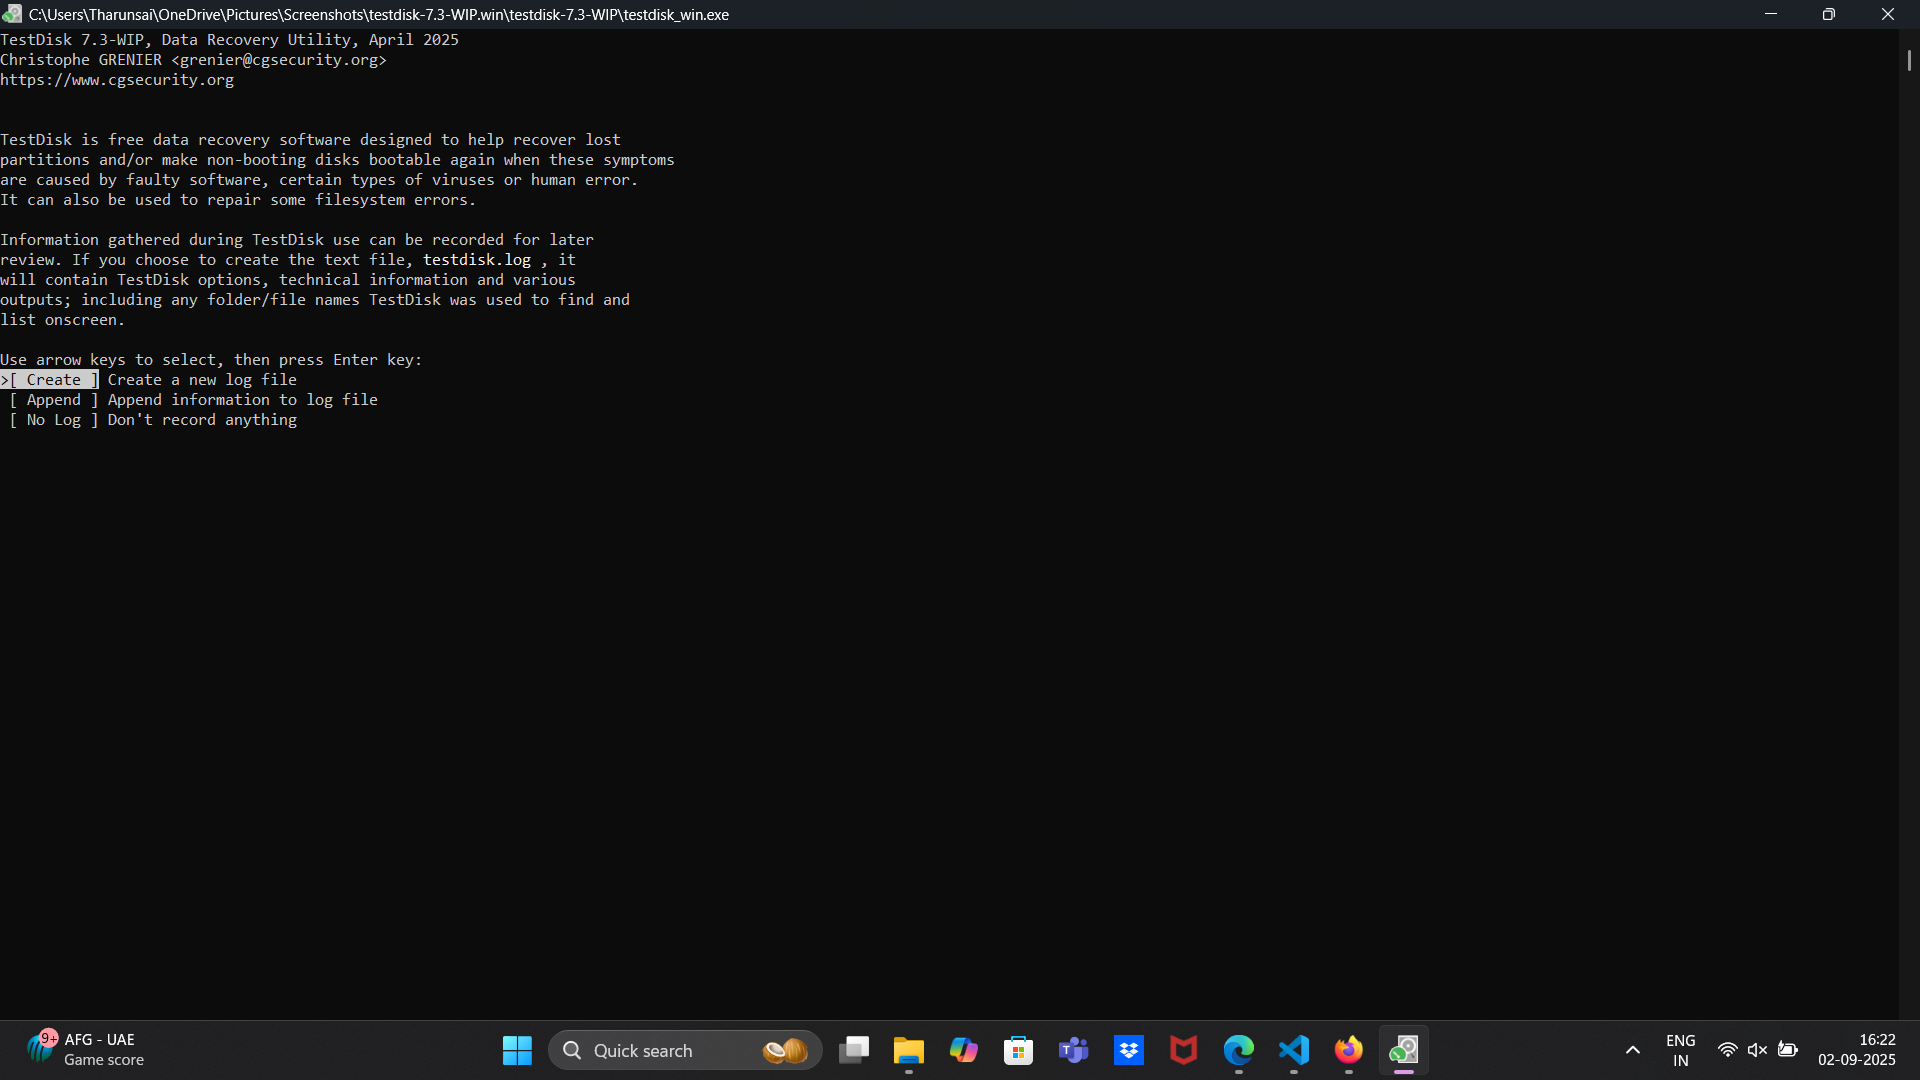 C:\Users\Tharunsai\OneDrive\Pictures\Screenshots\testdisk-7.3-WIP.win\testdisk-7.3-WIP\testdisk_win.exe
TestDisk 7.3-WIP, Data Recovery Utility, April 2025
Christophe GRENIER <grenier@cgsecurity.org>
https://www.cgsecurity.org
TestDisk is free data recovery software designed to help recover lost
partitions and/or make non-booting disks bootable again when these symptoms
are caused by faulty software, certain types of viruses or human error.
It can also be used to repair some filesystem errors.
Information gathered during TestDisk use can be recorded for later
review. If you choose to create the text file, testdisk.log , it
will contain TestDisk options, technical information and various
outputs; including any folder/file names TestDisk was used to find and
list onscreen.
Use arrow keys to select, then press Enter key:
>[ Create ] Create a new log file
[ Append ] Append information to log file
[ No Log ] Don't record anything
9+
AFG - UAE
Game score
Quick search
ENG
IN
16:22
02-09-2025